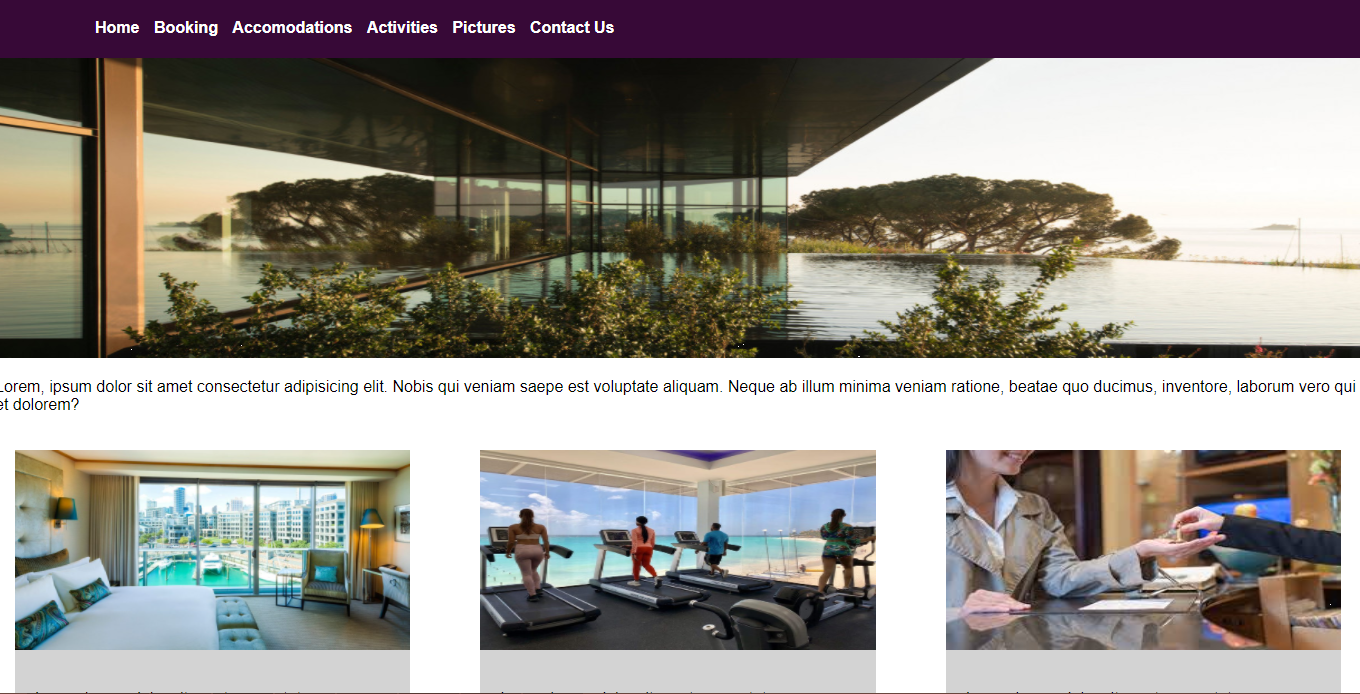 Home Booking Accomodations Activities Pictures Contact Us
Lorem, ipsum dolor sit amet consectetur adipisicing elit. Nobis qui veniam saepe est voluptate aliquam. Neque ab illum minima veniam ratione, beatae quo ducimus, inventore, laborum vero qui
et dolorem?